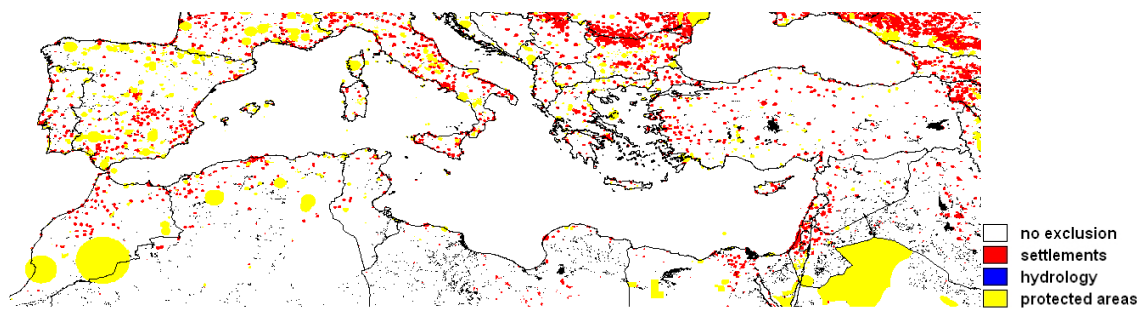 no exclusion
settlements
hydrology
protected areas